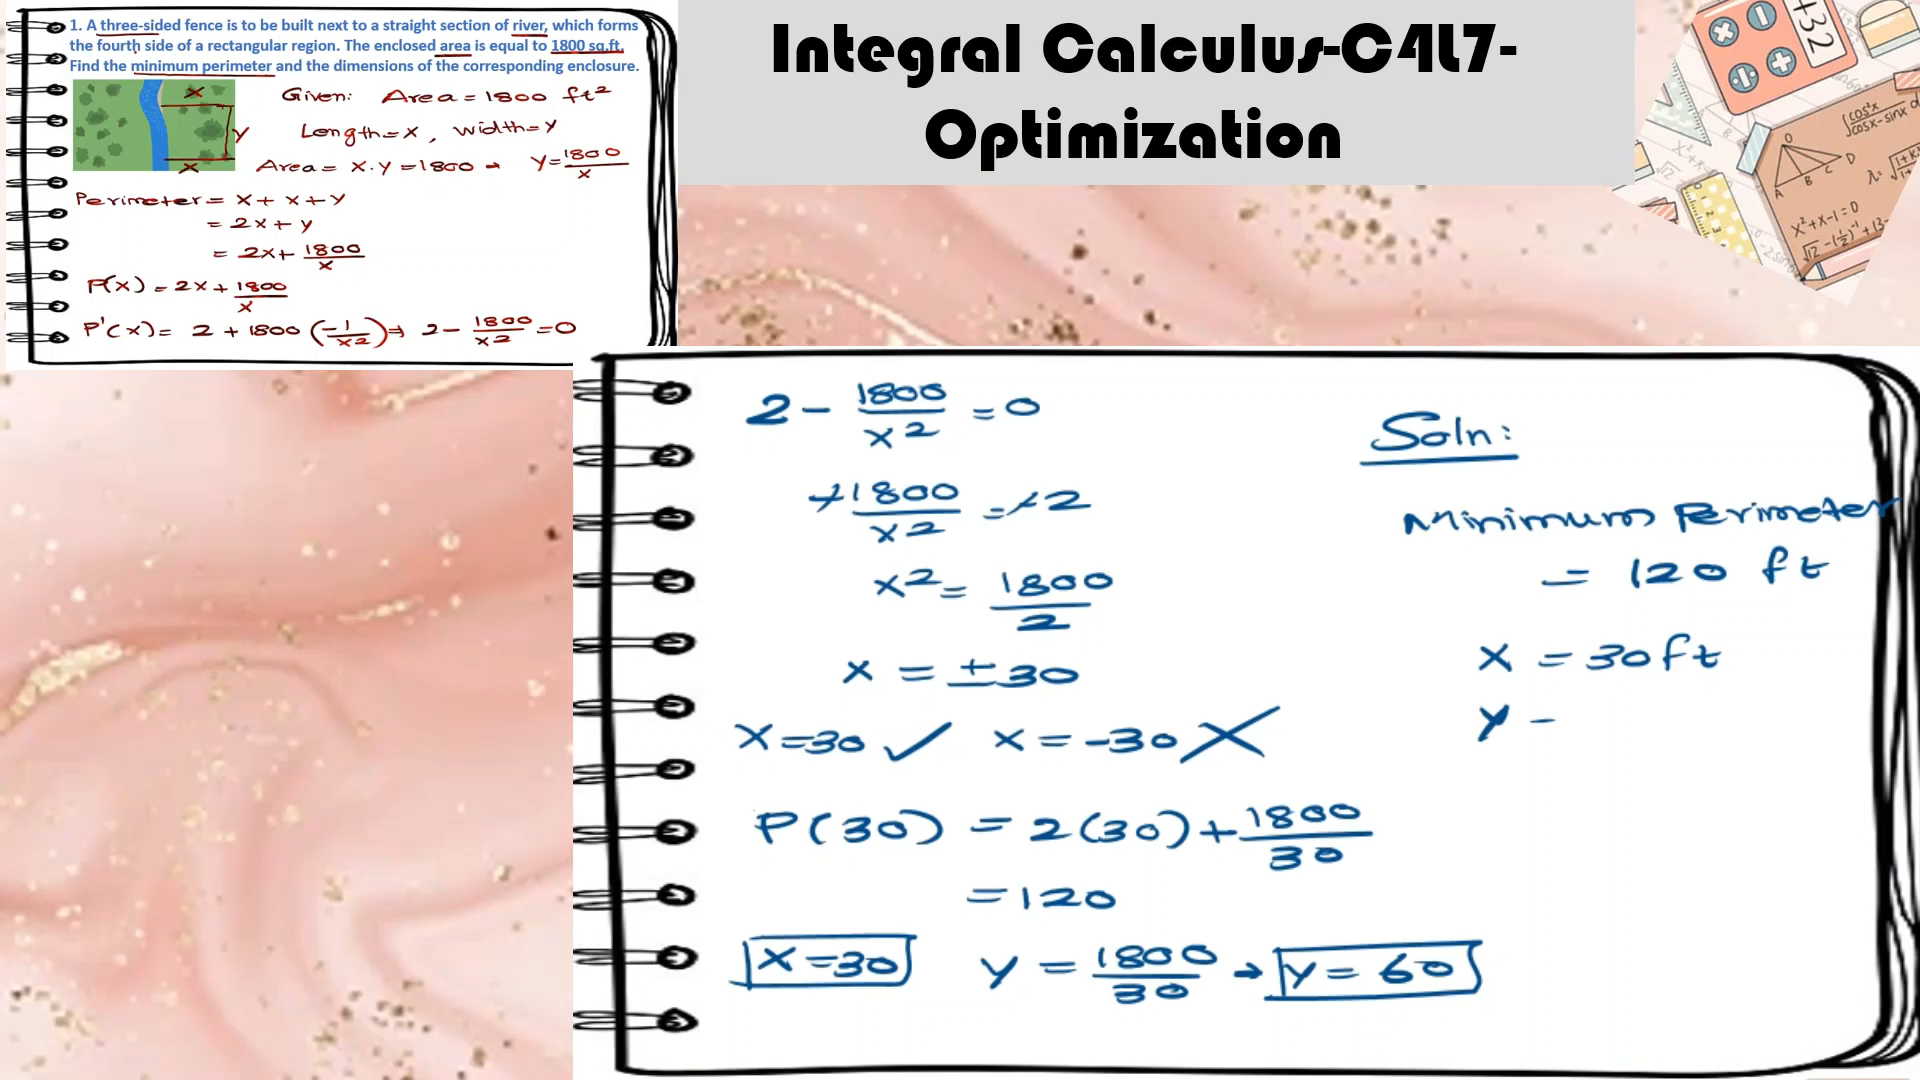 1. A three-sided fence is to be built next to a straight section of river, which forms
the fourth side of a rectangular region. The enclosed area is equal to 1800 sq.ft.
Find the minimum perimeter and the dimensions of the corresponding enclosure.
x
y
x
Given: Area = 1800 ft²
Length = x, Width = y
Area = x·y = 1800 → y = 1800/x
Perimeter = x + x + y
= 2x + y
= 2x + 1800/x
P(x) = 2x + 1800/x
P'(x) = 2 + 1800 (-1/x²) → 2 - 1800/x² = 0
Integral Calculus-C4L7-
Optimization
2 - 1800/x² = 0
-1800/x² = -2
x² = 1800/2
x = ±30
x = 30 ✓ x = -30 ✗
P(30) = 2(30) + 1800/30
= 120
x = 30 y = 1800/30 → y = 60
Soln:
Minimum Perimeter
= 120 ft
x = 30 ft
y -